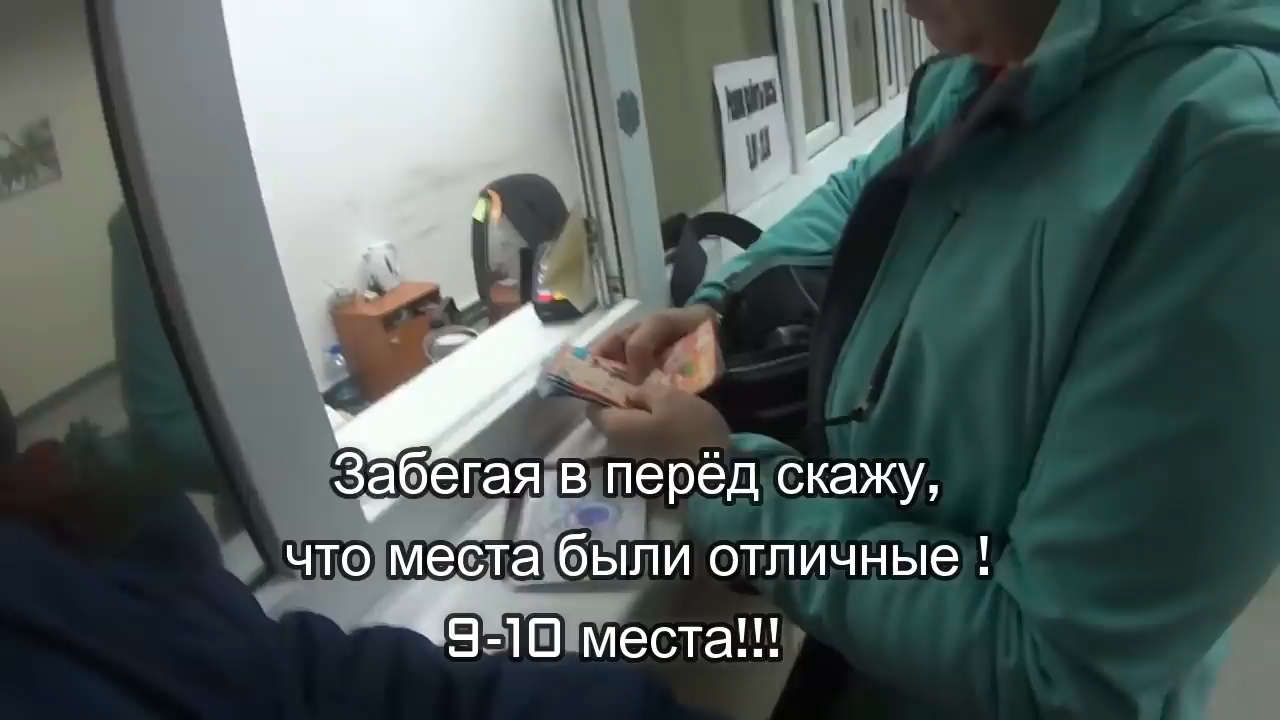 Забегая в перёд скажу,
что места были отличные !
9-10 места!!!